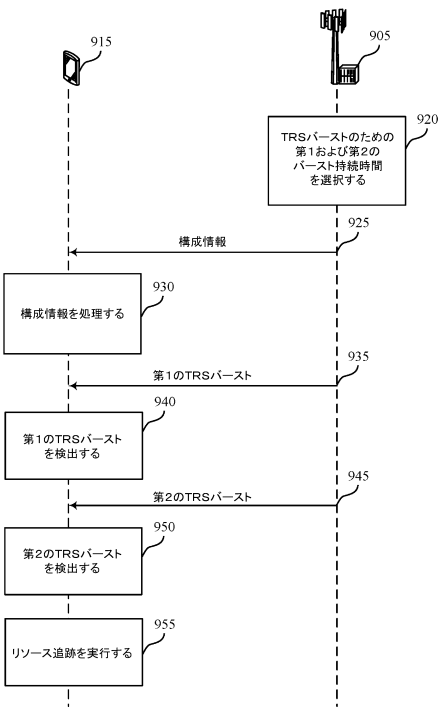 915
905
920
TRSバーストのための
第1および第2の
バースト持続時間
を選択する
925
構成情報
930
構成情報を処理する
935
第1のTRSバースト
940
第1のTRSバースト
を検出する
945
第2のTRSバースト
950
第2のTRSバースト
を検出する
955
リソース追跡を実行する